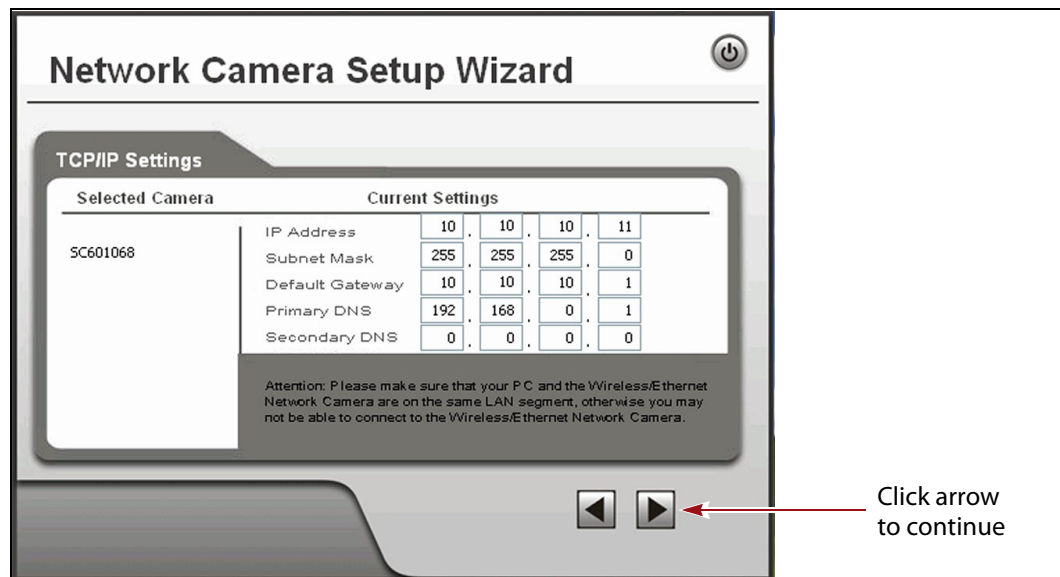 Network Camera Setup Wizard
TCP/IP Settings
Selected Camera
Current Settings
SC601068
IP Address 10 . 10 . 10 . 11
Subnet Mask 255 . 255 . 255 . 0
Default Gateway 10 . 10 . 10 . 1
Primary DNS 192 . 168 . 0 . 1
Secondary DNS 0 . 0 . 0 . 0
Attention: Please make sure that your PC and the Wireless/Ethernet
Network Camera are on the same LAN segment, otherwise you may
not be able to connect to the Wireless/Ethernet Network Camera.
Click arrow
to continue